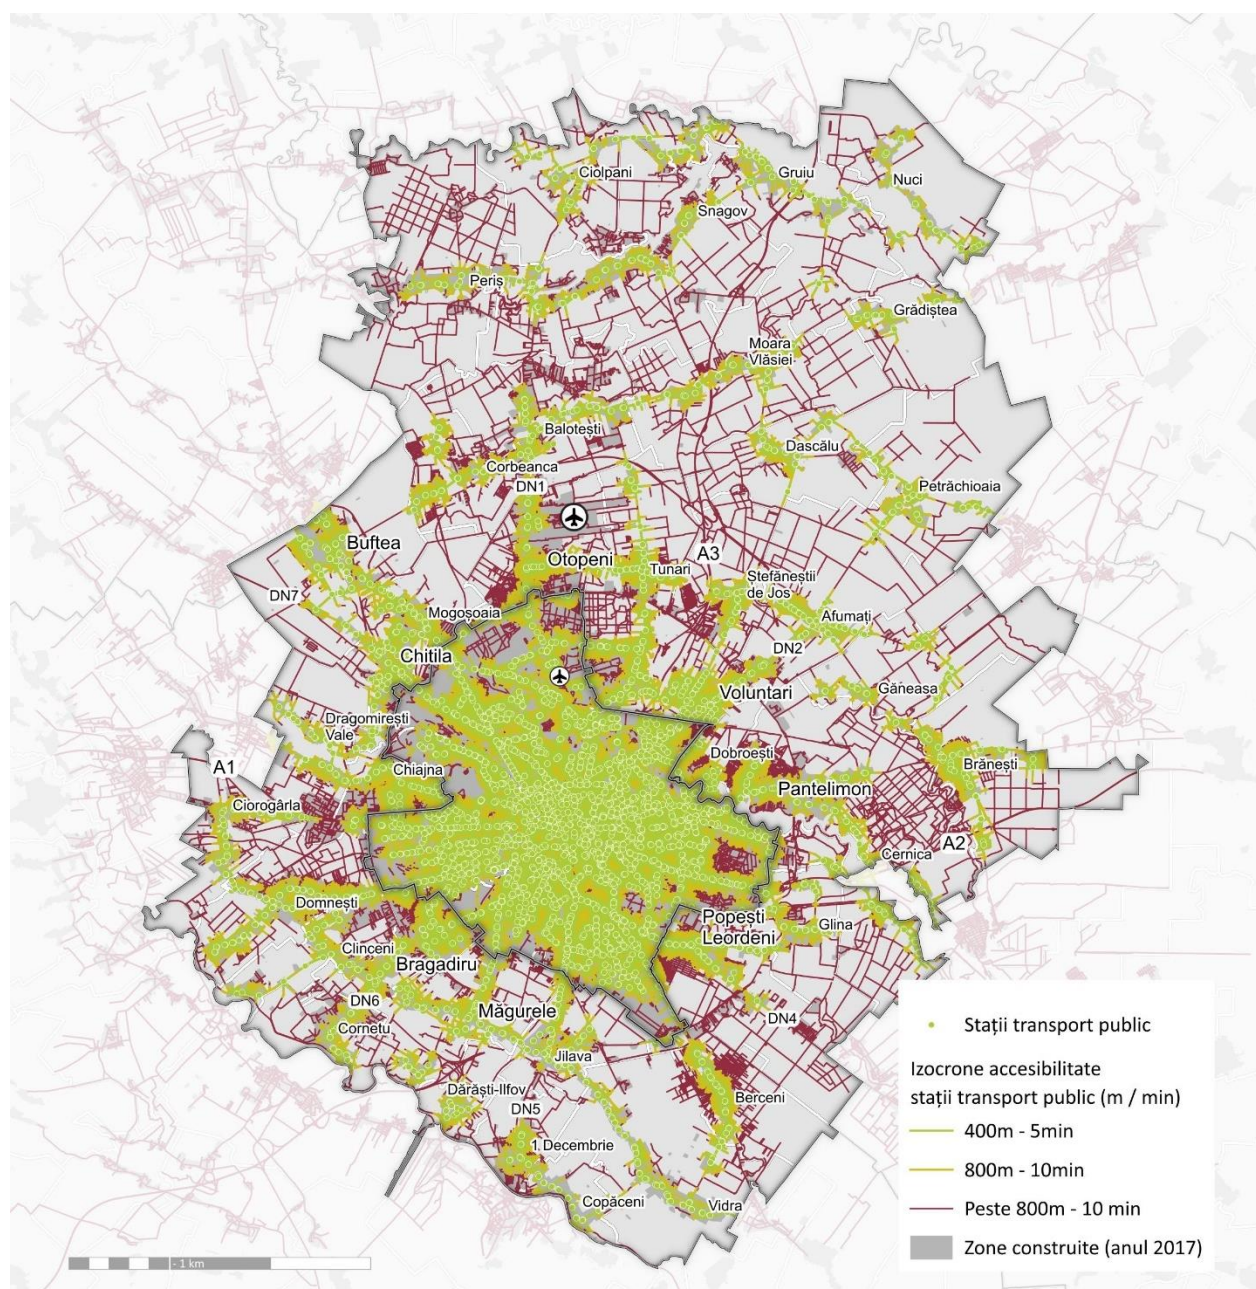 Ciolpani
Gruiu
Nuci
Snagov
Periș
Grădiștea
Moara
Vlăsiei
Balotești
Dascălu
Corbeanca
DN1
Petrăchioaia
Buftea
Otopeni
A3
Tunari
Ștefăneștii
de Jos
DN7
Mogoșoaia
Afumați
DN2
Chitila
Voluntari
Găneasa
Dragomirești
Vale
Dobroești
Brănești
A1
Chiajna
Pantelimon
Ciorogârla
A2
Cernica
Domnești
Popești
Leordeni
Glina
Clinceni
Bragadiru
DN6
Măgurele
DN4
Cornetu
Jilava
Dărăști-Ilfov
Berceni
DN5
1 Decembrie
Copăceni
Vidra
Stații transport public
Izocrone accesibilitate
stații transport public (m / min)
400m - 5min
800m - 10min
Peste 800m - 10 min
Zone construite (anul 2017)
- 1 km